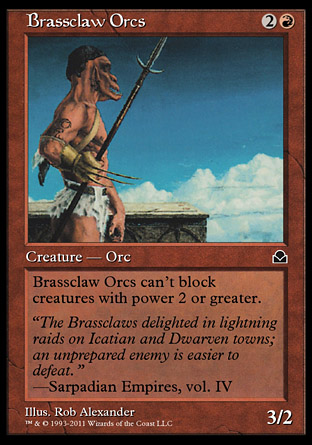 Brassclaw Orcs 2
Creature — Orc
Brassclaw Orcs can't block
creatures with power 2 or greater.
"The Brassclaws delighted in lightning
raids on Icatian and Dwarven towns;
an unprepared enemy is easier to
defeat."
—Sarpadian Empires, vol. IV
Illus. Rob Alexander
™ & © 1993-2011 Wizards of the Coast LLC
3/2